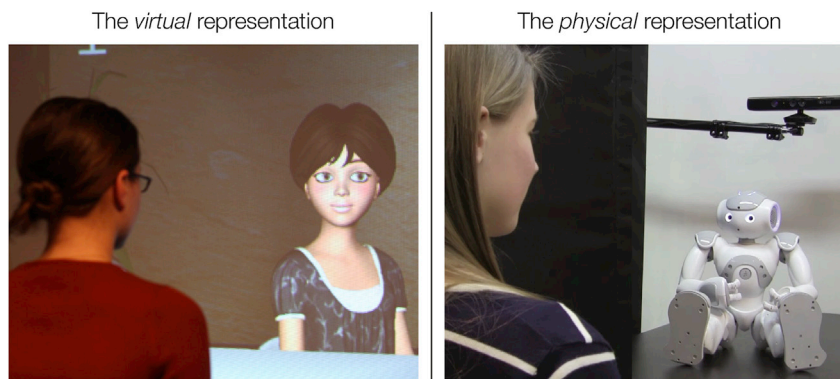 The virtual representation
The physical representation